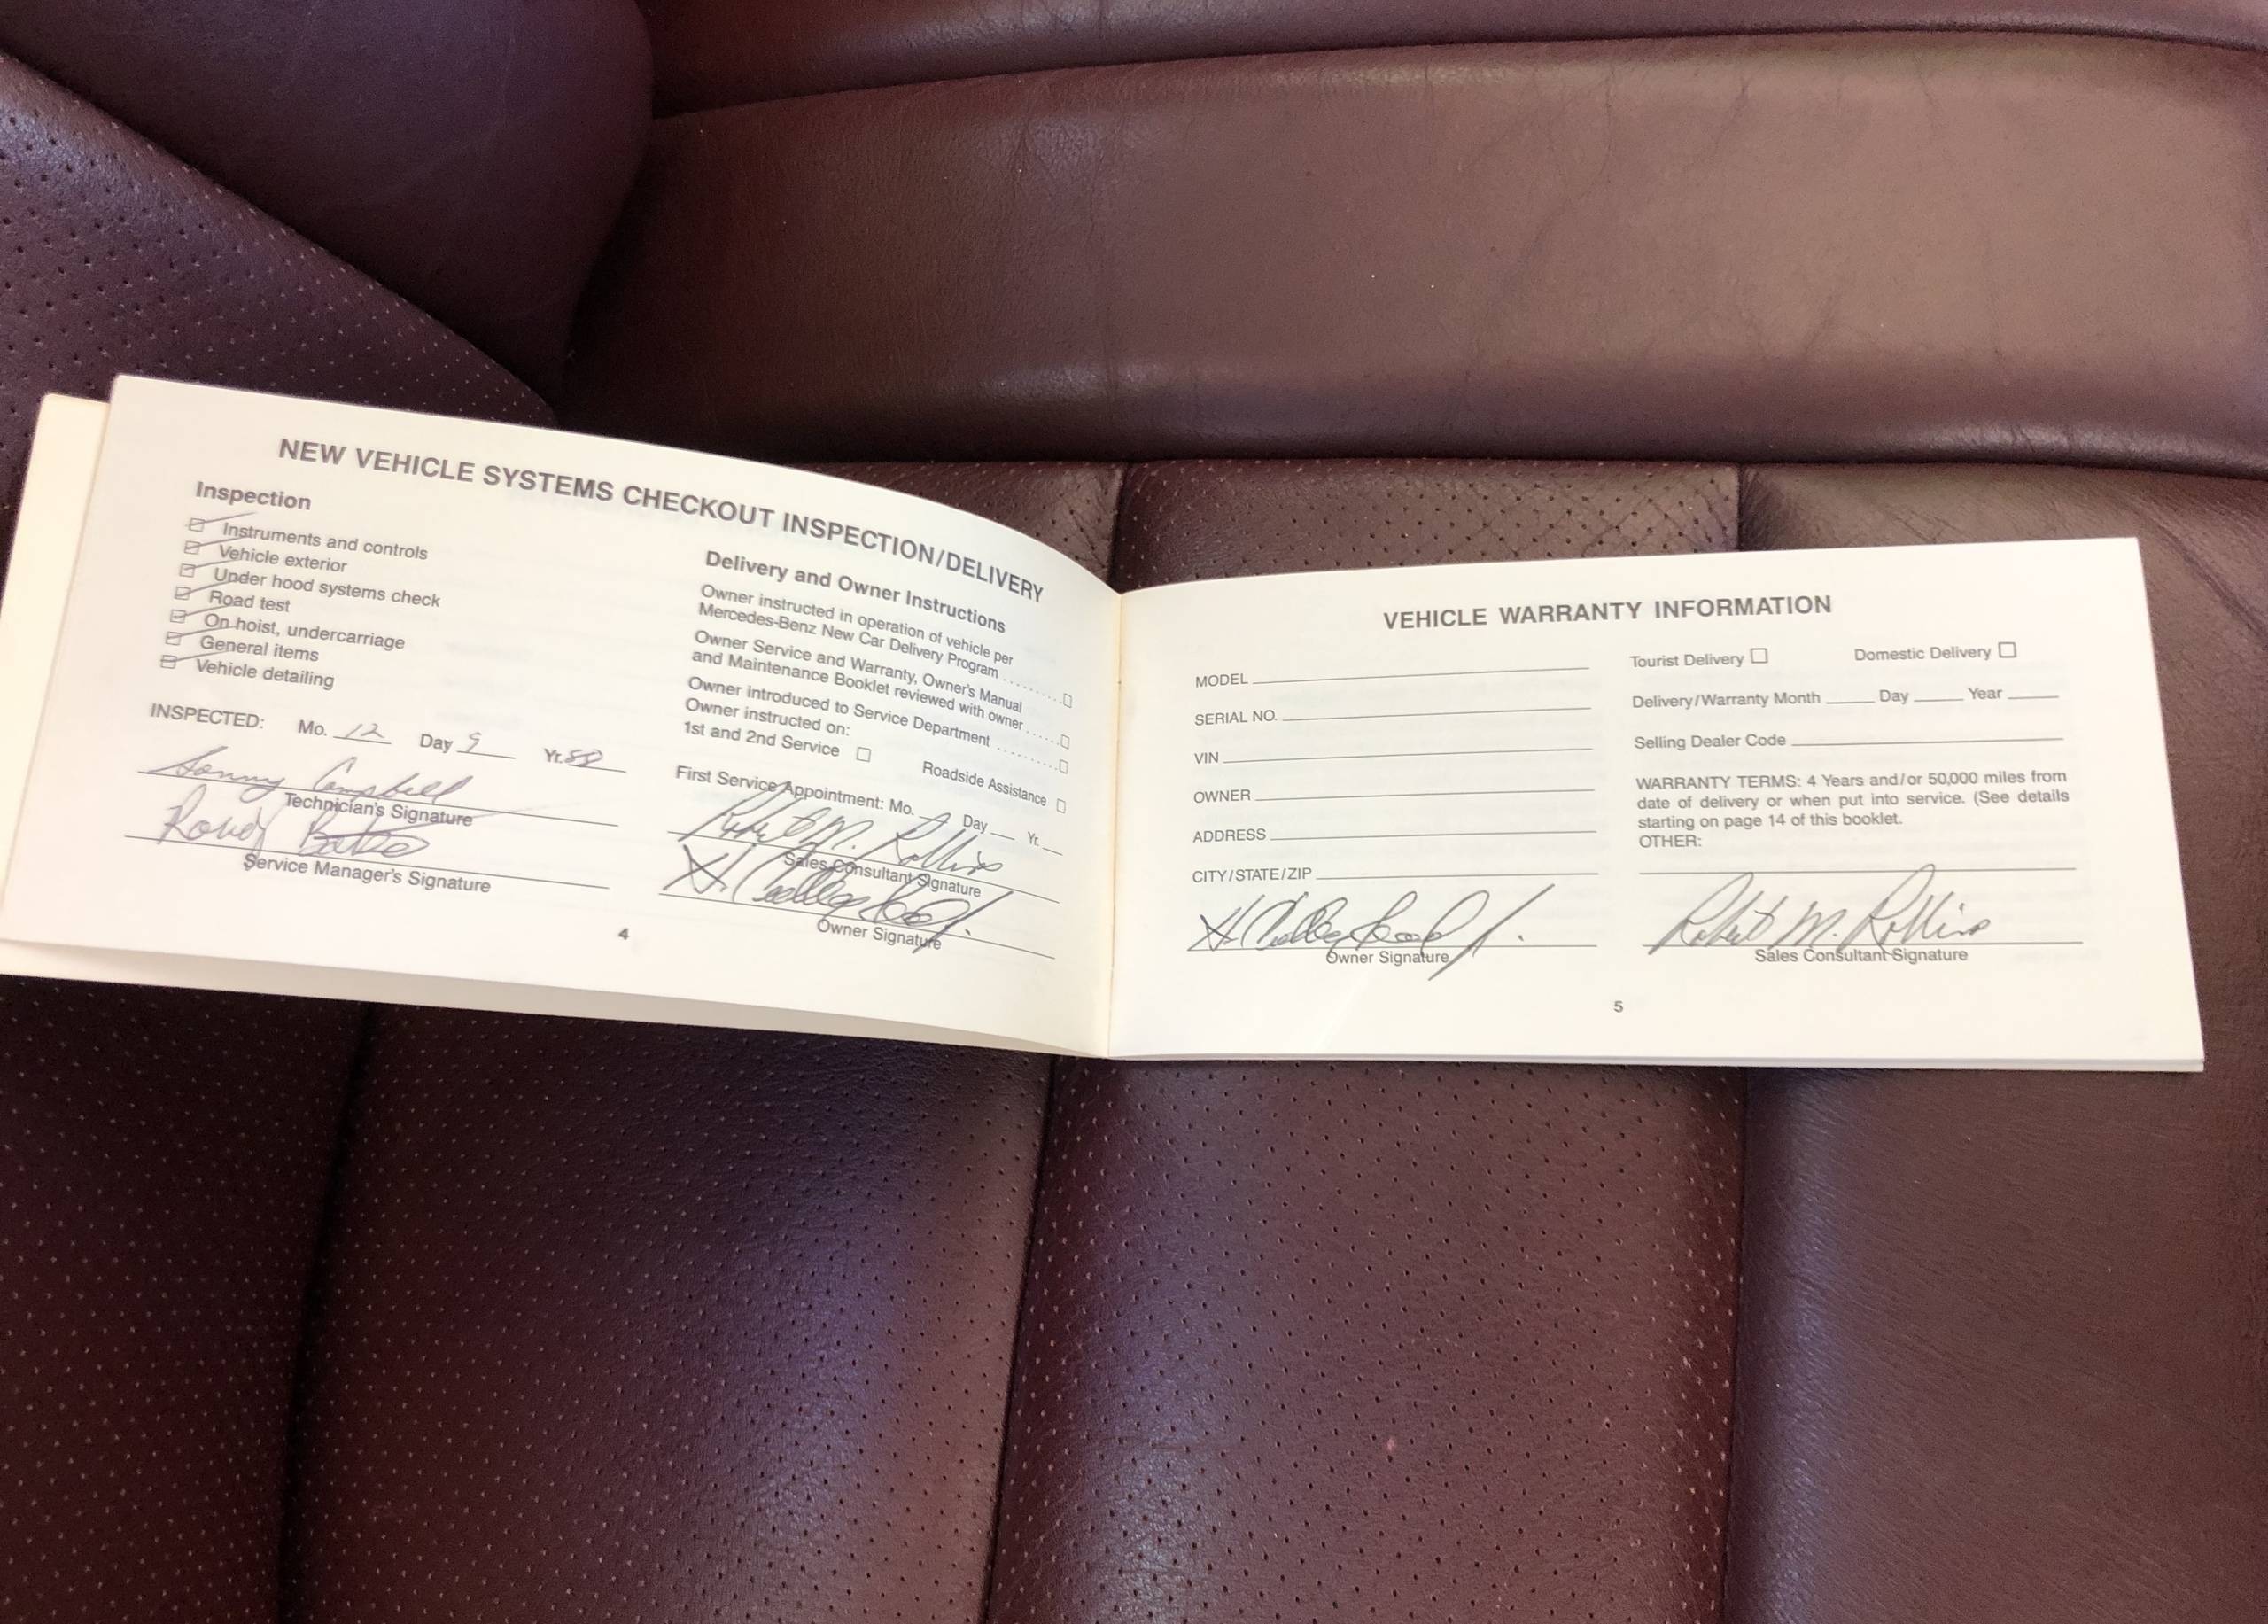 NEW VEHICLE SYSTEMS CHECKOUT INSPECTION/DELIVERY
Inspection
Instruments and controls
Vehicle exterior
Under hood systems check
Road test
On hoist, undercarriage
General items
Vehicle detailing
INSPECTED: Mo. 12 Day 9 Yr. 88
Sonny Campbell
Technician's Signature
Randy
Service Manager's Signature
Delivery and Owner Instructions
Owner instructed in operation of vehicle per
Mercedes-Benz New Car Delivery Program ........
Owner Service and Warranty, Owner's Manual
and Maintenance Booklet reviewed with owner ......
Owner introduced to Service Department .........
Owner instructed on:
1st and 2nd Service Roadside Assistance
First Service Appointment: Mo. Day Yr.
Robert M. Rollins
Sales Consultant Signature
Owner Signature
4
VEHICLE WARRANTY INFORMATION
MODEL
SERIAL NO.
VIN
OWNER
ADDRESS
CITY/STATE/ZIP
Owner Signature
Tourist Delivery Domestic Delivery
Delivery/Warranty Month Day Year
Selling Dealer Code
WARRANTY TERMS: 4 Years and/or 50,000 miles from
date of delivery or when put into service. (See details
starting on page 14 of this booklet.
OTHER:
Robert M. Rollins
Sales Consultant Signature
5